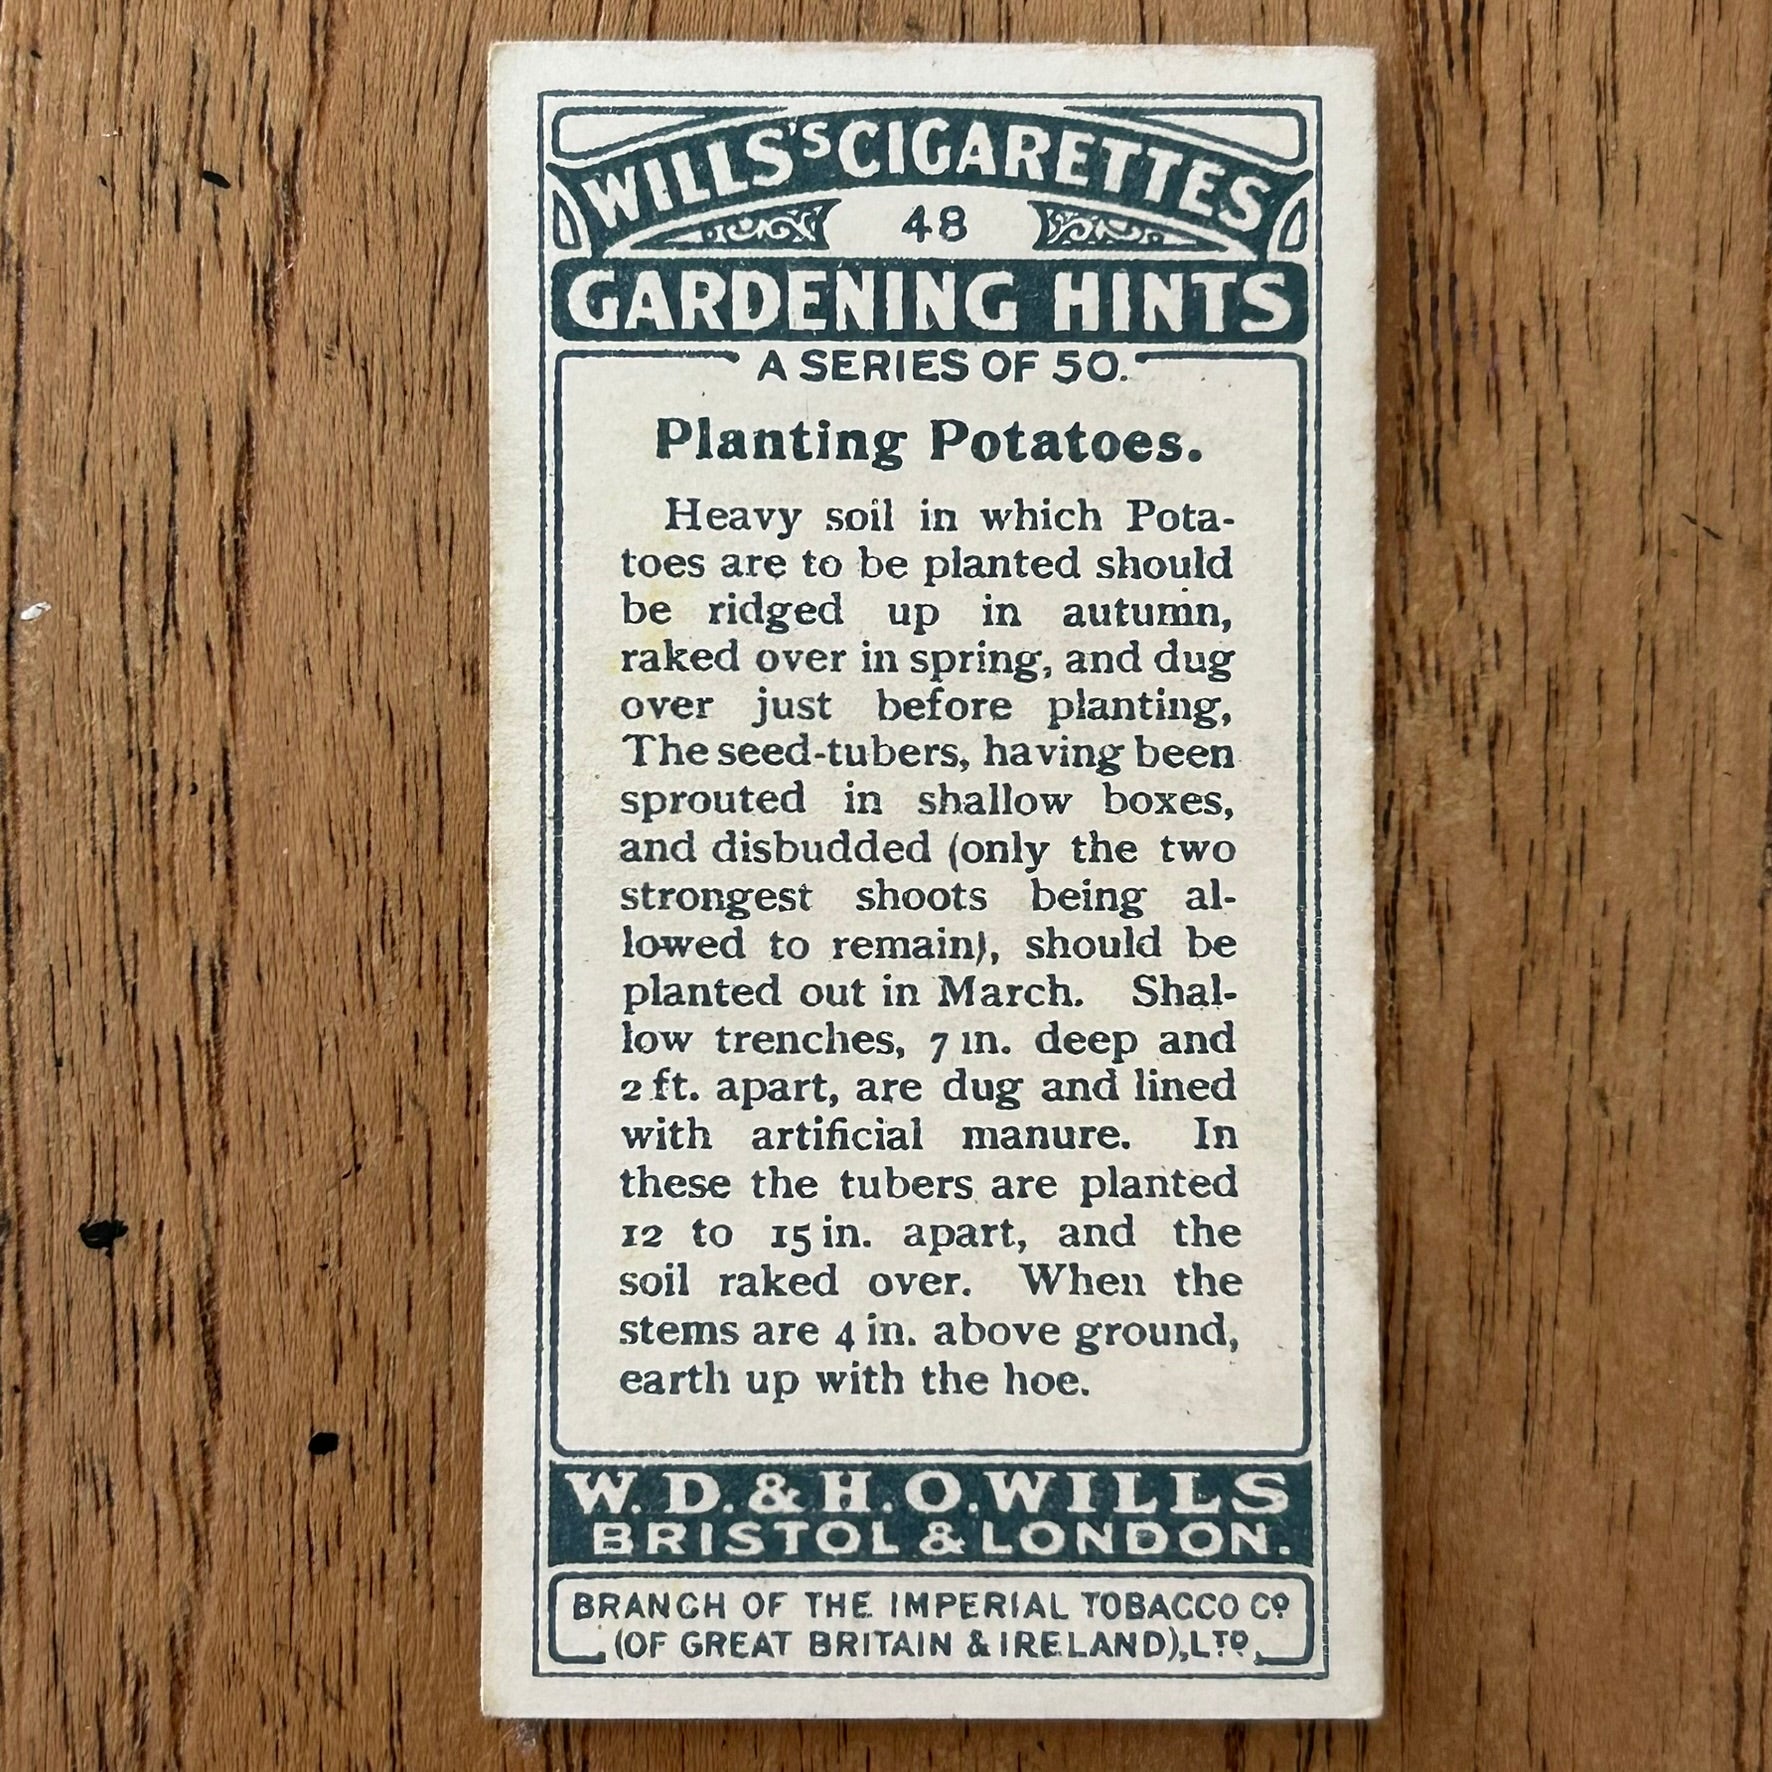 WILLS'S CIGARETTES
48
GARDENING HINTS
A SERIES OF 50.
Planting Potatoes.
Heavy soil in which Pota-
toes are to be planted should
be ridged up in autumn,
raked over in spring, and dug
over just before planting,
The seed-tubers, having been
sprouted in shallow boxes,
and disbudded (only the two
strongest shoots being al-
lowed to remain), should be
planted out in March. Shal-
low trenches, 7 in. deep and
2 ft. apart, are dug and lined
with artificial manure. In
these the tubers are planted
12 to 15 in. apart, and the
soil raked over. When the
stems are 4 in. above ground,
earth up with the hoe.
W. D. & H. O. WILLS
BRISTOL & LONDON.
BRANCH OF THE IMPERIAL TOBACCO Co
(OF GREAT BRITAIN & IRELAND), LTD.